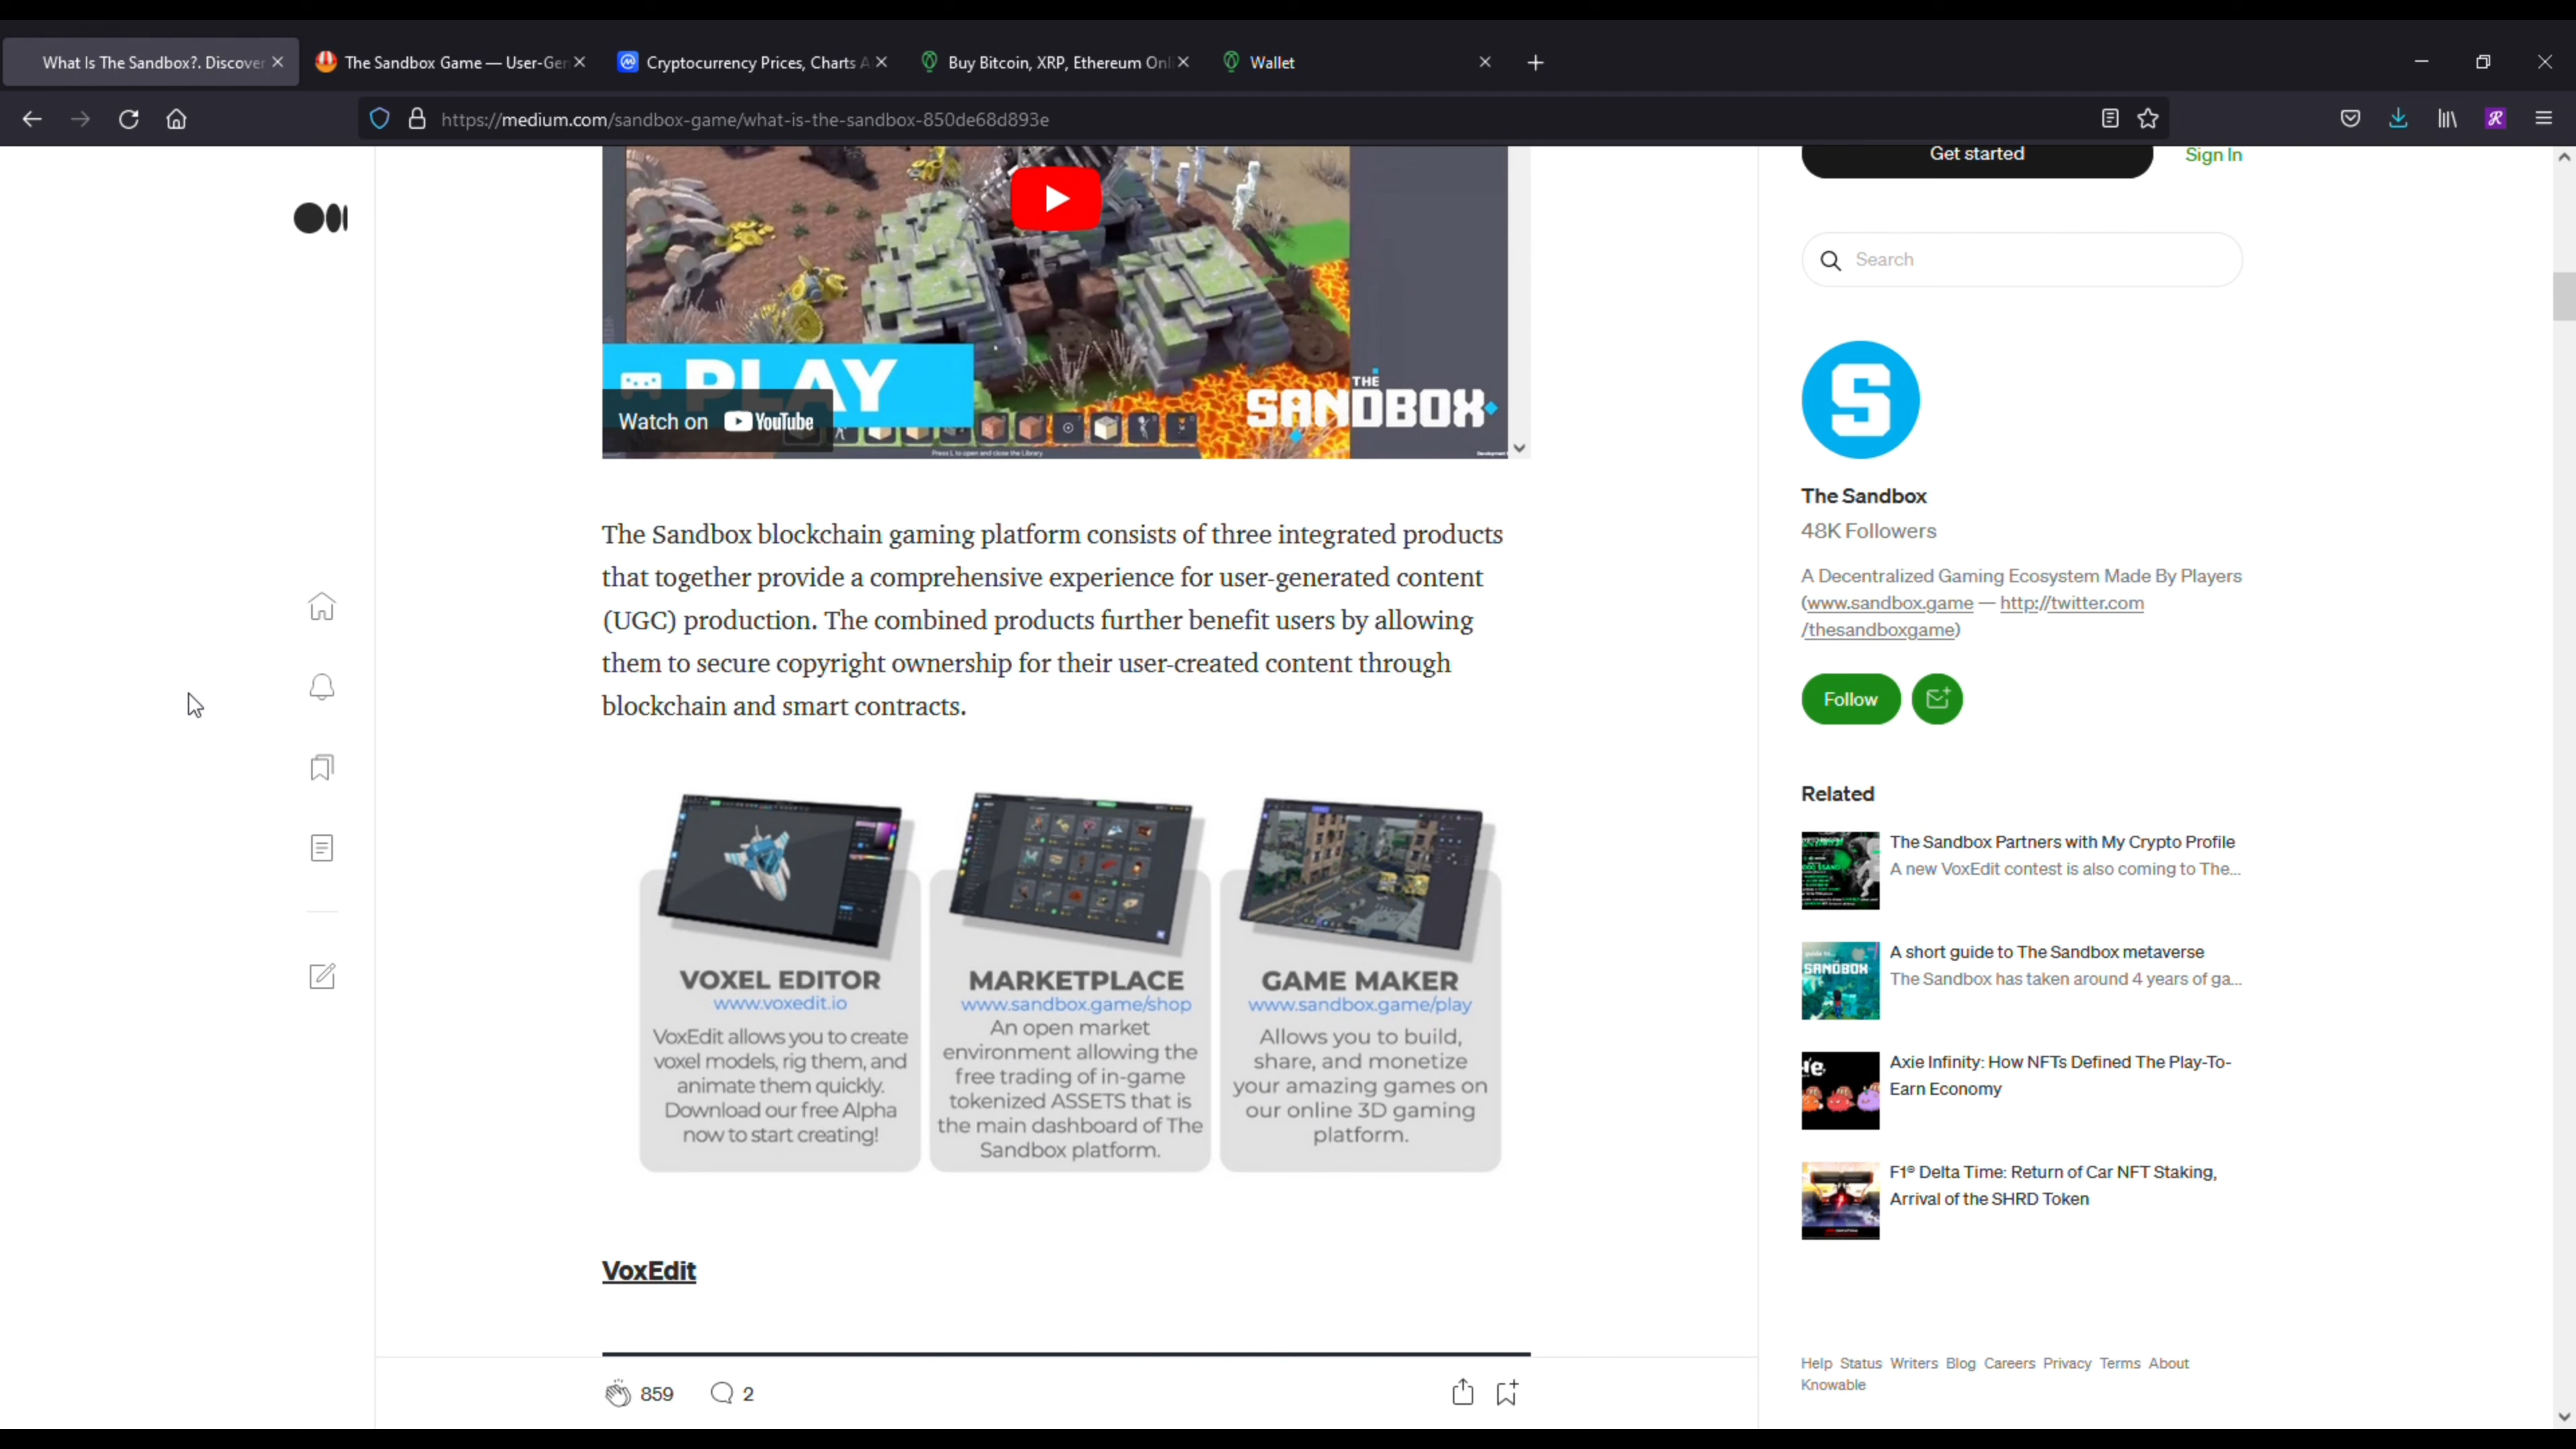 What Is The Sandbox?. Discover
The Sandbox Game — User-Gen
Cryptocurrency Prices, Charts A
Buy Bitcoin, XRP, Ethereum Onl
Wallet
https://medium.com/sandbox-game/what-is-the-sandbox-850de68d893e
Get started
Sign In
Search
PLAY
Watch on YouTube
THE
SANDBOX
Press L to open and close the Library
The Sandbox
48K Followers
A Decentralized Gaming Ecosystem Made By Players
(www.sandbox.game — http://twitter.com
/thesandboxgame)
Follow
The Sandbox blockchain gaming platform consists of three integrated products
that together provide a comprehensive experience for user-generated content
(UGC) production. The combined products further benefit users by allowing
them to secure copyright ownership for their user-created content through
blockchain and smart contracts.
VOXEL EDITOR
www.voxedit.io
VoxEdit allows you to create
voxel models, rig them, and
animate them quickly.
Download our free Alpha
now to start creating!
MARKETPLACE
www.sandbox.game/shop
An open market
environment allowing the
free trading of in-game
tokenized ASSETS that is
the main dashboard of The
Sandbox platform.
GAME MAKER
www.sandbox.game/play
Allows you to build,
share, and monetize
your amazing games on
our online 3D gaming
platform.
VoxEdit
859
2
Related
The Sandbox Partners with My Crypto Profile
A new VoxEdit contest is also coming to The...
A short guide to The Sandbox metaverse
The Sandbox has taken around 4 years of ga...
SANDBOX
Axie Infinity: How NFTs Defined The Play-To-
Earn Economy
F1® Delta Time: Return of Car NFT Staking,
Arrival of the SHRD Token
Help Status Writers Blog Careers Privacy Terms About
Knowable